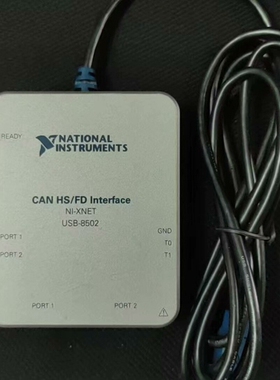 READY
NATIONAL
INSTRUMENTS
CAN HS/FD Interface
NI-XNET
USB-8502
PORT 1
PORT 2
GND
T0
T1
PORT 1
PORT 2